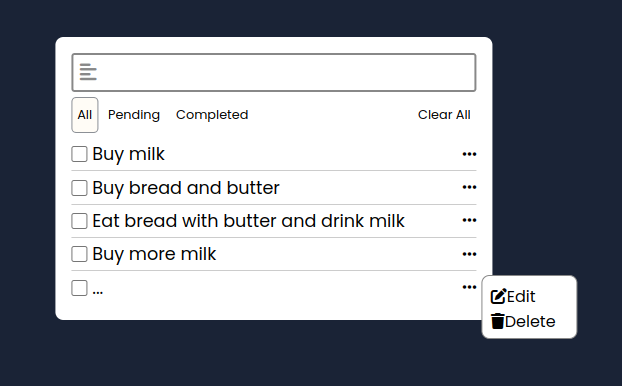 All Pending Completed Clear All
Buy milk
Buy bread and butter
Eat bread with butter and drink milk
Buy more milk
...
Edit
Delete